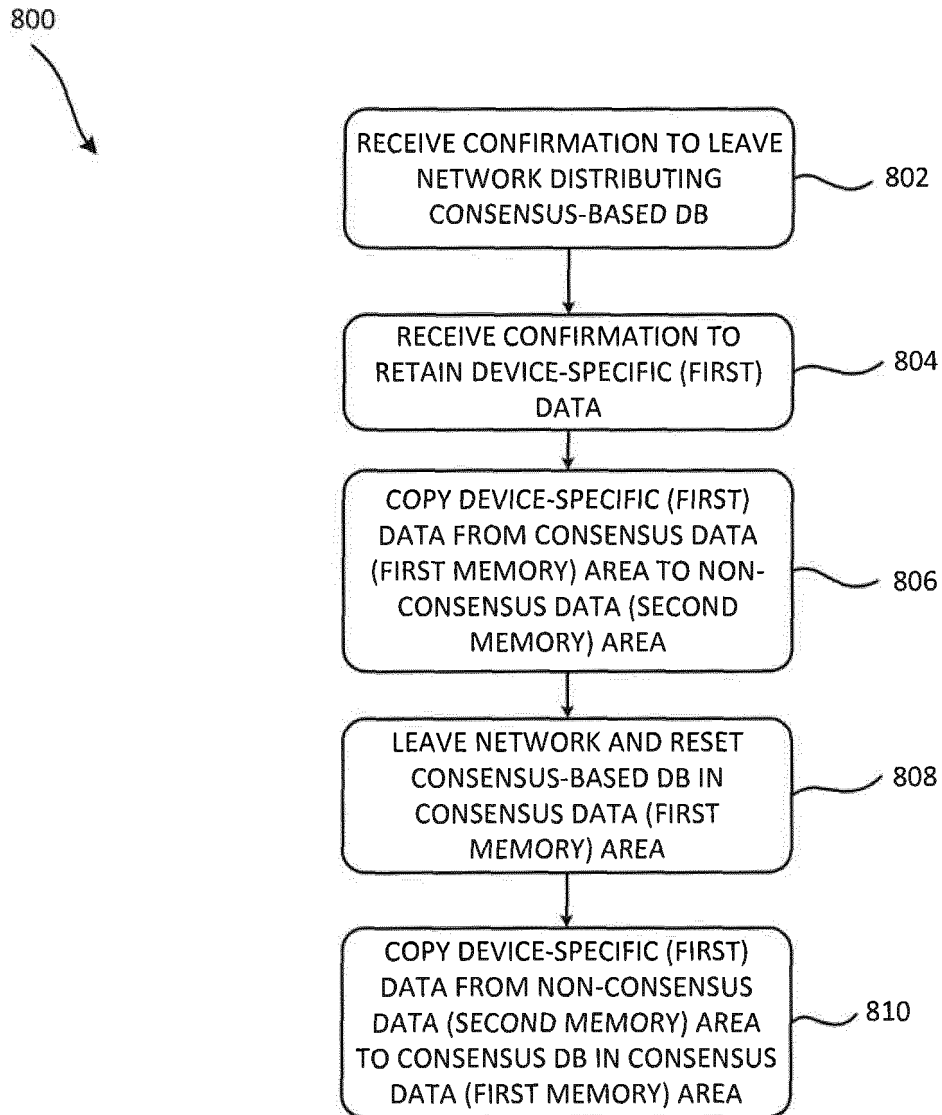 800
RECEIVE CONFIRMATION TO LEAVE
NETWORK DISTRIBUTING
CONSENSUS-BASED DB
802
RECEIVE CONFIRMATION TO
RETAIN DEVICE-SPECIFIC (FIRST)
DATA
804
COPY DEVICE-SPECIFIC (FIRST)
DATA FROM CONSENSUS DATA
(FIRST MEMORY) AREA TO NON-
CONSENSUS DATA (SECOND
MEMORY) AREA
806
LEAVE NETWORK AND RESET
CONSENSUS-BASED DB IN
CONSENSUS DATA (FIRST
MEMORY) AREA
808
COPY DEVICE-SPECIFIC (FIRST)
DATA FROM NON-CONSENSUS
DATA (SECOND MEMORY) AREA
TO CONSENSUS DB IN CONSENSUS
DATA (FIRST MEMORY) AREA
810